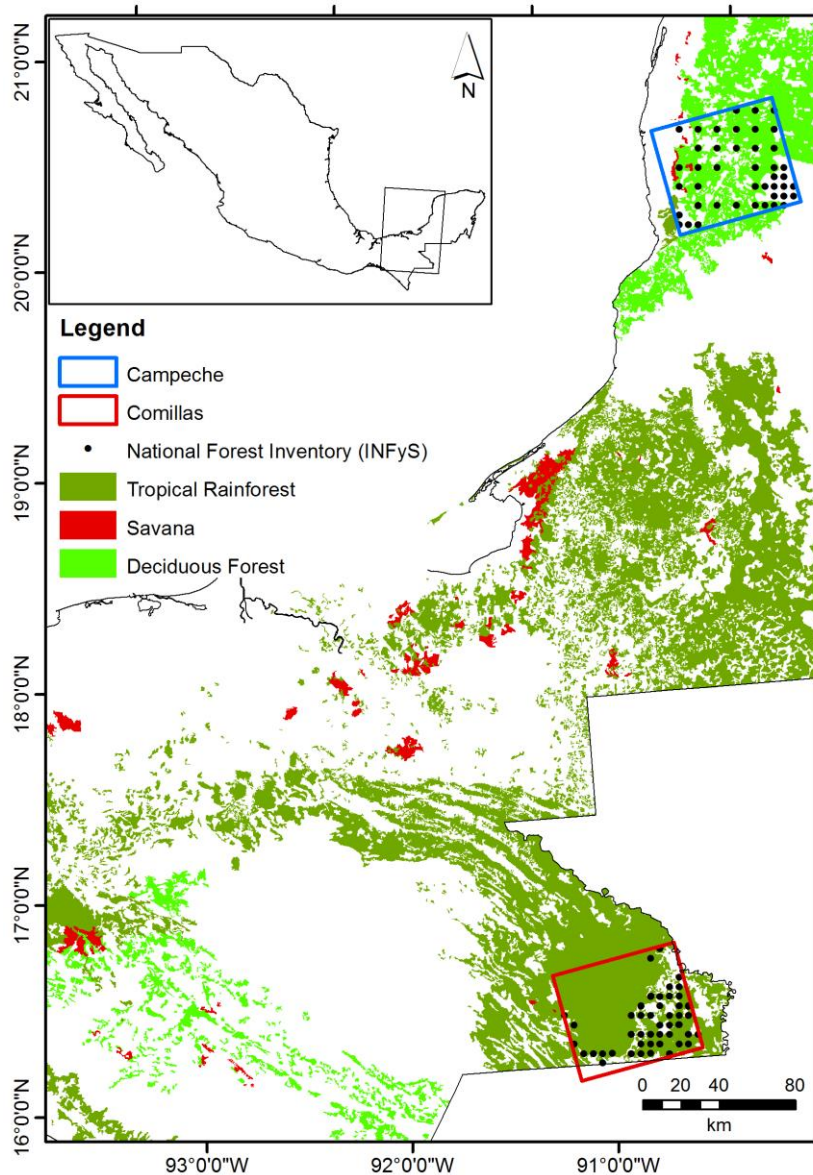 N
Legend
Campeche
Comillas
National Forest Inventory (INFyS)
Tropical Rainforest
Savana
Deciduous Forest
21°0'0"N
20°0'0"N
19°0'0"N
18°0'0"N
17°0'0"N
16°0'0"N
93°0'0"W
92°0'0"W
91°0'0"W
0 20 40 80
km